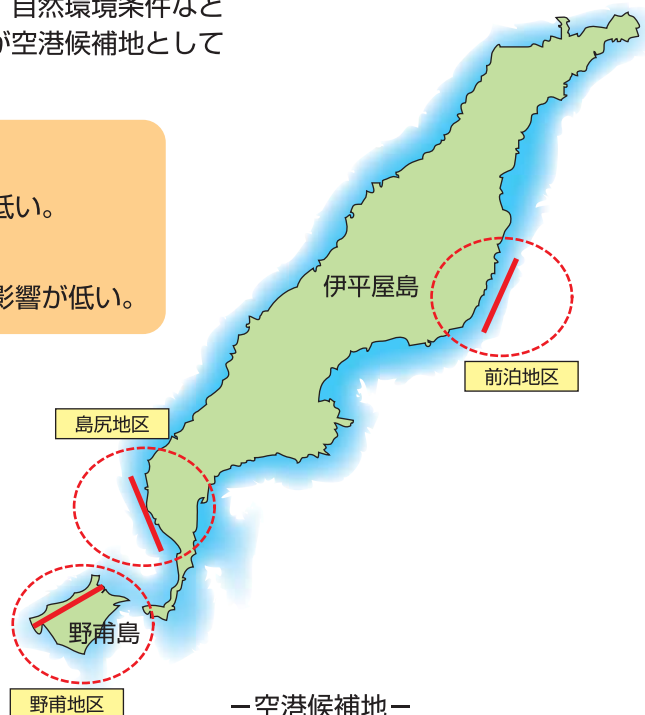 自然環境条件など
が空港候補地として
低い。
影響が低い。
伊平屋島
前泊地区
島尻地区
野甫島
野甫地区
－空港候補地－